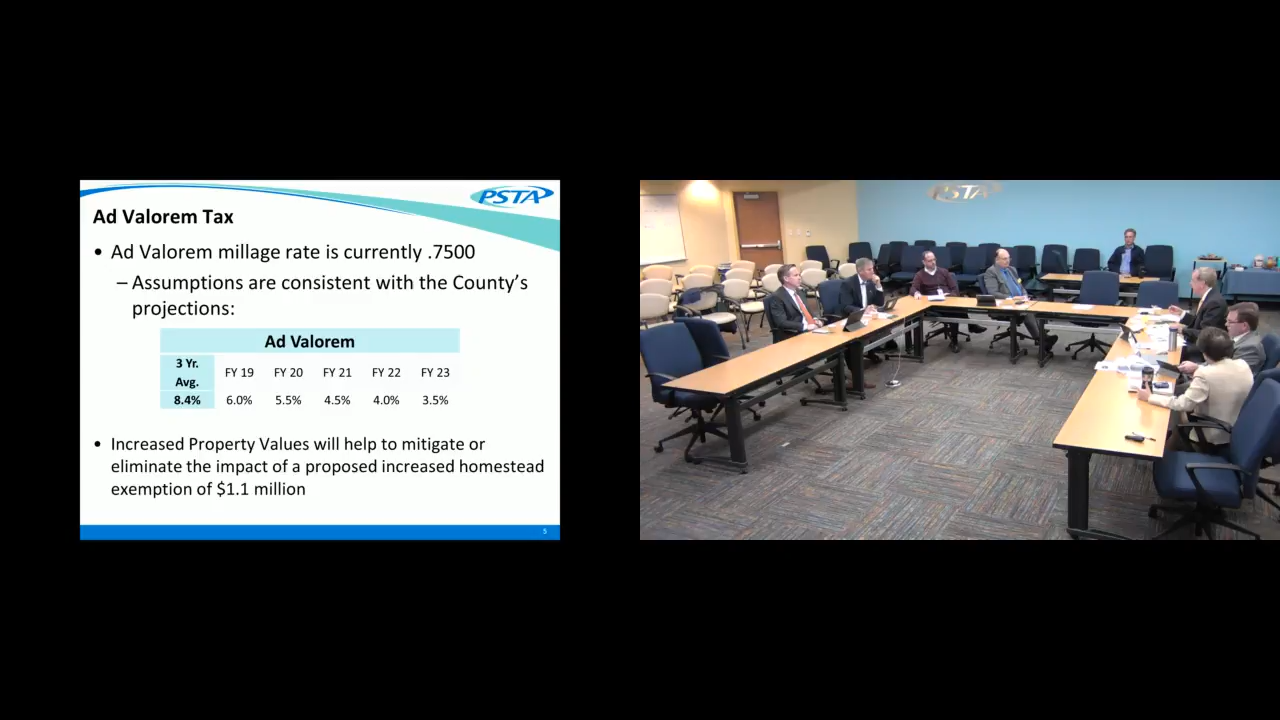 PSTA
Ad Valorem Tax
• Ad Valorem millage rate is currently .7500
– Assumptions are consistent with the County's
projections:
Ad Valorem
3 Yr. Avg. FY 19 FY 20 FY 21 FY 22 FY 23
8.4% 6.0% 5.5% 4.5% 4.0% 3.5%
• Increased Property Values will help to mitigate or
eliminate the impact of a proposed increased homestead
exemption of $1.1 million
5
PSTA